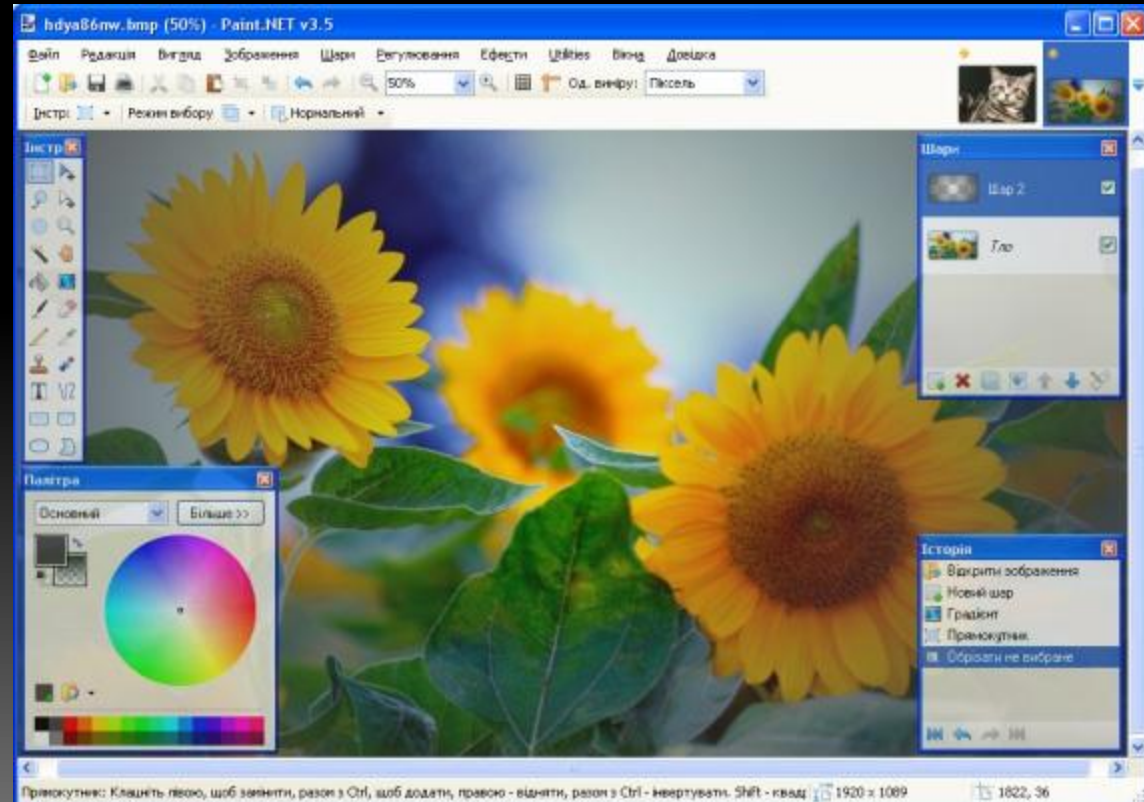 hdya86nw.bmp (50%) - Paint.NET v3.5
Файл Редакція Вигляд Зображення Шари Регулювання Ефекти Utilities Вікна Довідка
50% Од. виміру: Піксель
Інстр: Режим вибору Нормальний
Інстр
Шари
Шар 2
Тло
Палітра
Основный Більше >>
Історія
Відкрити зображення
Новий шар
Градієнт
Прямокутник
Обрізати не вибране
Прямокутник: Клацніть лівою, щоб замінити, разом з Ctrl, щоб додати, правою - відняти, разом з Ctrl - інвертувати. Shift - квад 1920 x 1089 1822, 36